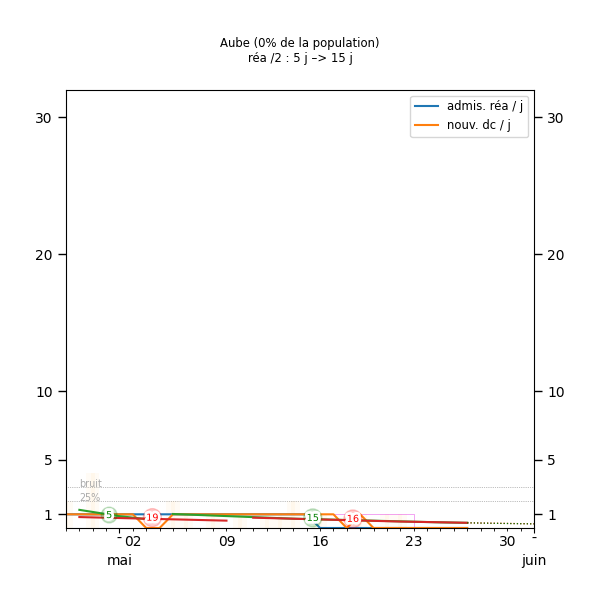 Aube (0% de la population)
réa /2 : 5 j –> 15 j
admis. réa / j
nouv. dc / j
30 30
20 20
10 10
5 5
bruit
25%
1 5 19 15 16 1
02 09 16 23 30
mai juin